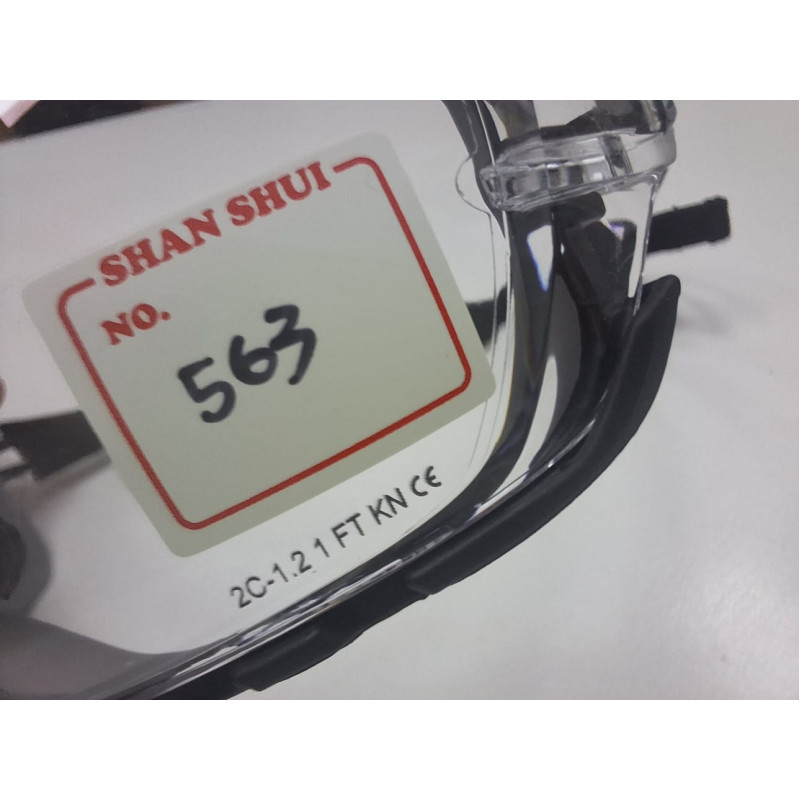 SHAN SHUI
NO.
563
2C-1.2 1 FT KN CE